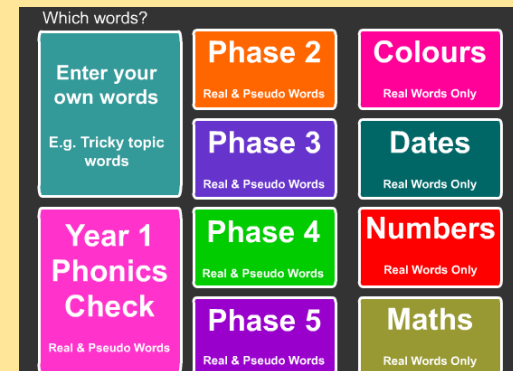 Which words?
Enter your
own words
E.g. Tricky topic
words
Year 1
Phonics
Check
Real & Pseudo Words
Phase 2
Real & Pseudo Words
Phase 3
Real & Pseudo Words
Phase 4
Real & Pseudo Words
Phase 5
Real & Pseudo Words
Colours
Real Words Only
Dates
Real Words Only
Numbers
Real Words Only
Maths
Real Words Only